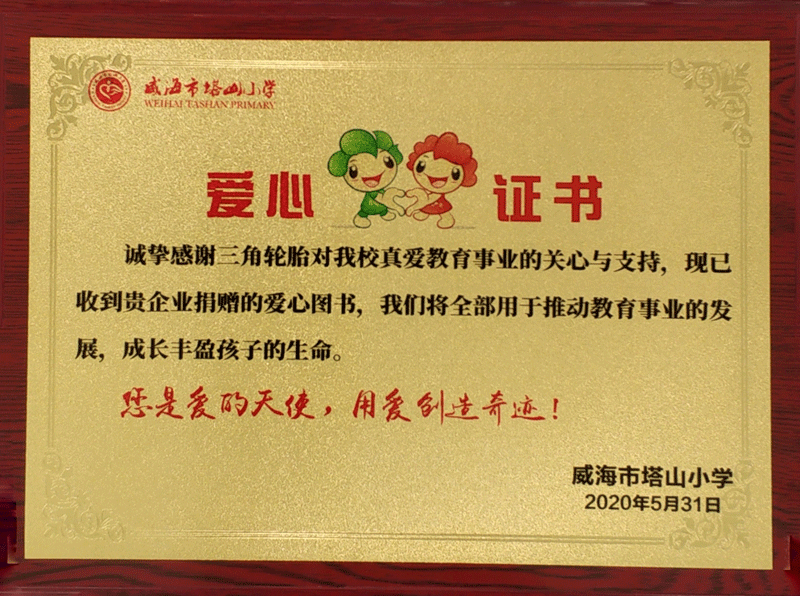 威海市塔山小学
WEIHAI TASHAN PRIMARY
爱心 证书
诚挚感谢三角轮胎对我校真爱教育事业的关心与支持，现已
收到贵企业捐赠的爱心图书，我们将全部用于推动教育事业的发
展，成长丰盈孩子的生命。
您是爱的天使，用爱创造奇迹！
威海市塔山小学
2020年5月31日